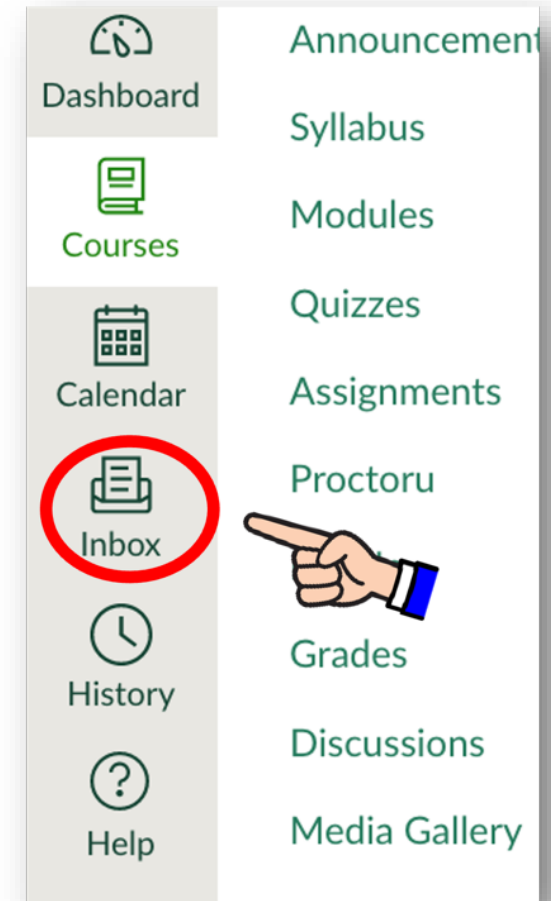 Dashboard
Courses
Calendar
Inbox
History
Help
Announcement
Syllabus
Modules
Quizzes
Assignments
Proctoru
Grades
Discussions
Media Gallery